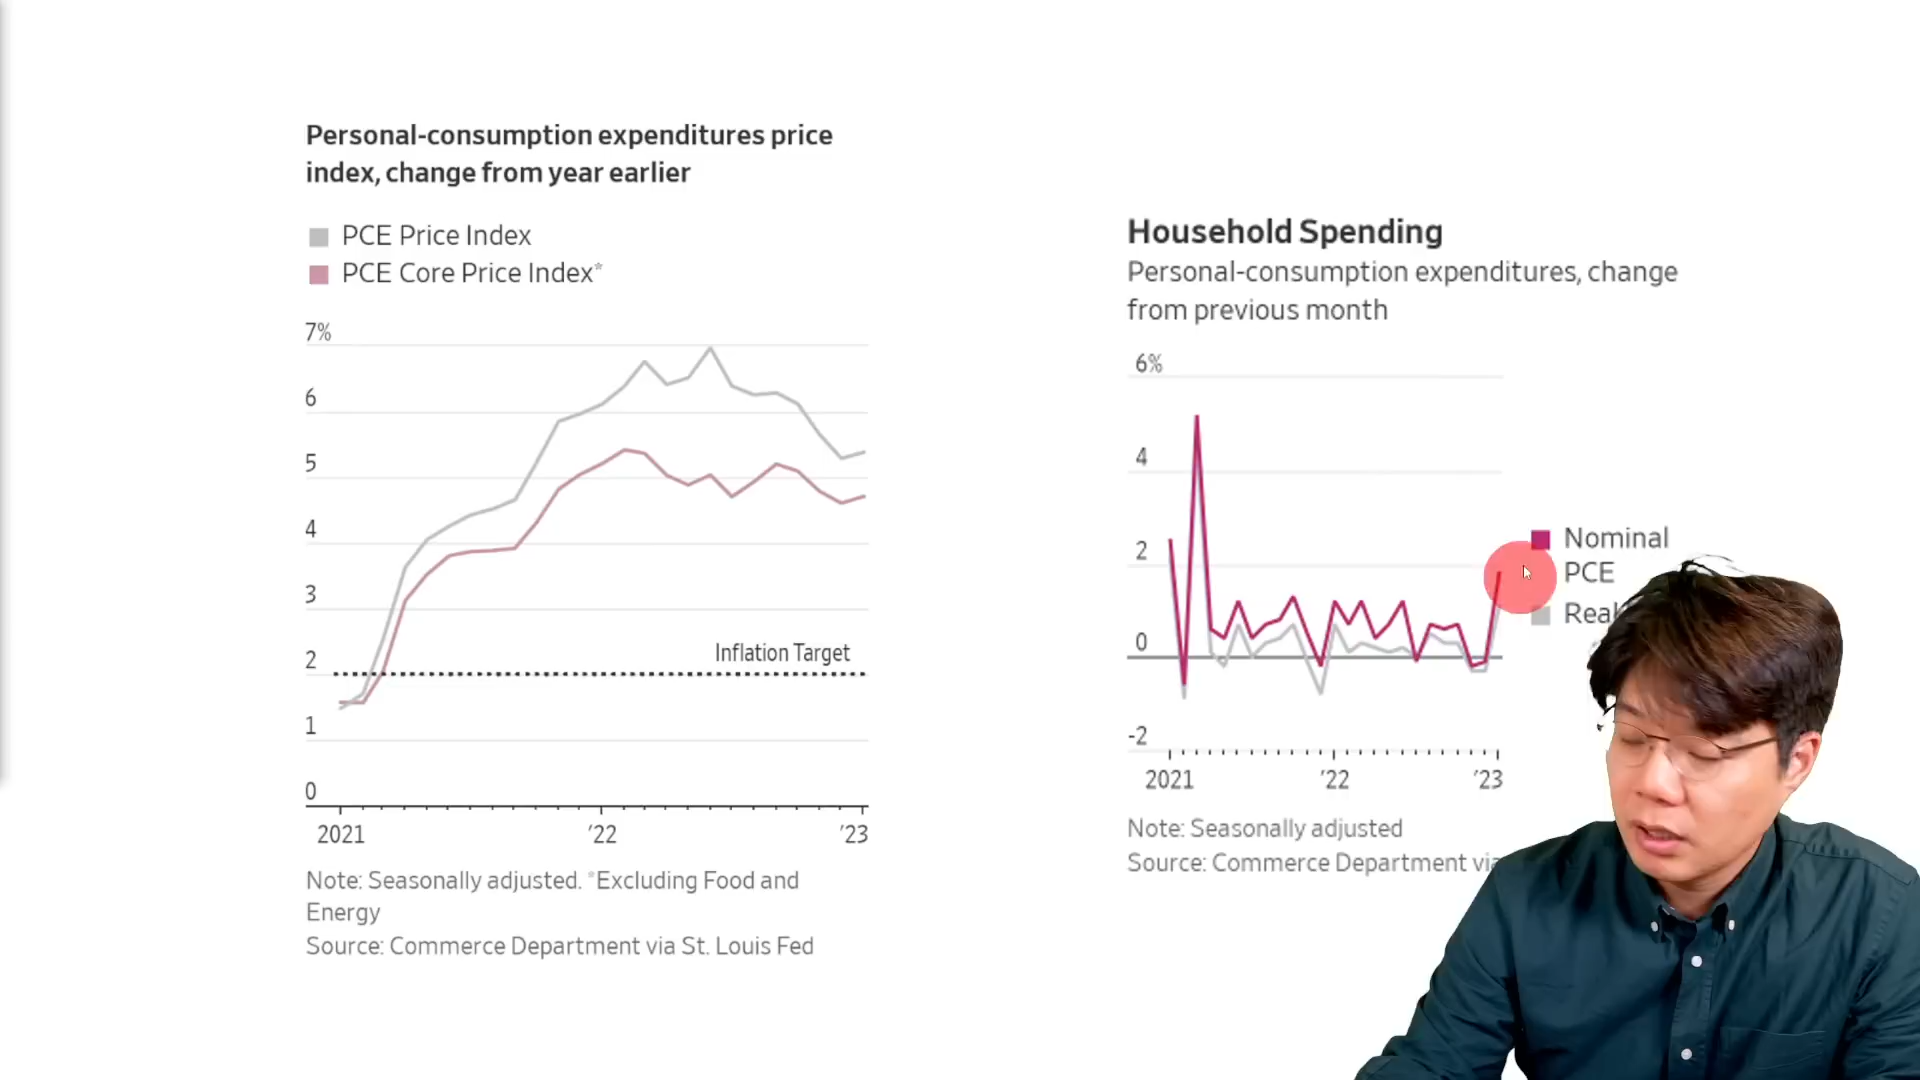 Personal-consumption expenditures price
index, change from year earlier
PCE Price Index
PCE Core Price Index*
7%
6
5
4
3
2
1
0
Inflation Target
2021
'22
'23
Note: Seasonally adjusted. *Excluding Food and
Energy
Source: Commerce Department via St. Louis Fed
Household Spending
Personal-consumption expenditures, change
from previous month
6%
4
2
0
-2
2021
'22
'23
Nominal
PCE
Real
Note: Seasonally adjusted
Source: Commerce Department via